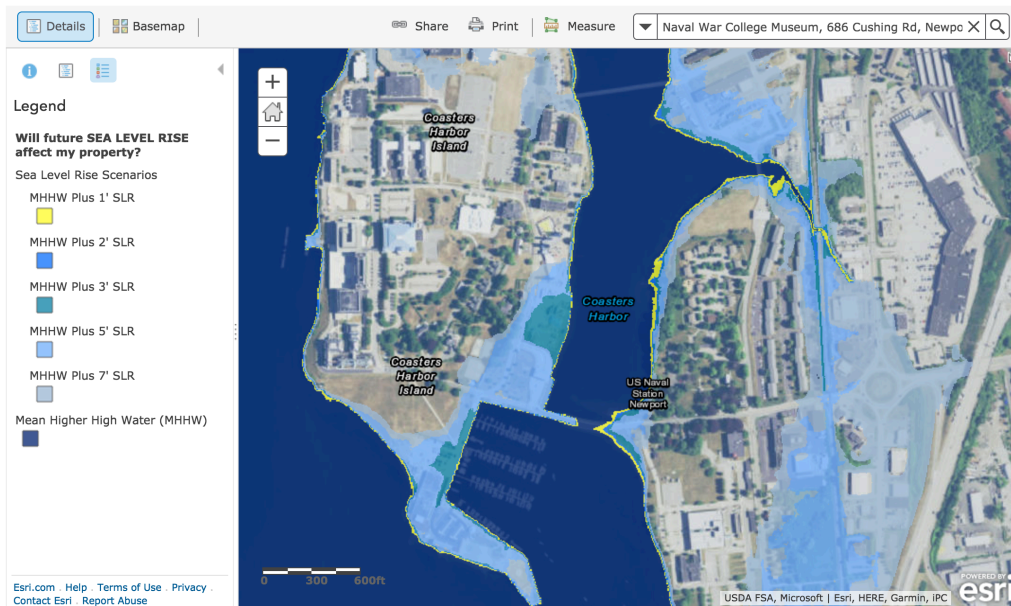 Details
Basemap
Share
Print
Measure
Naval War College Museum, 686 Cushing Rd, Newpo
Legend
Will future SEA LEVEL RISE
affect my property?
Sea Level Rise Scenarios
MHHW Plus 1' SLR
MHHW Plus 2' SLR
MHHW Plus 3' SLR
MHHW Plus 5' SLR
MHHW Plus 7' SLR
Mean Higher High Water (MHHW)
Esri.com . Help . Terms of Use . Privacy .
Contact Esri . Report Abuse
Coasters
Harbor
Island
Coasters
Harbor
Coasters
Harbor
Island
US Naval
Station
Newport
0 300 600ft
POWERED BY
esri
USDA FSA, Microsoft | Esri, HERE, Garmin, iPC